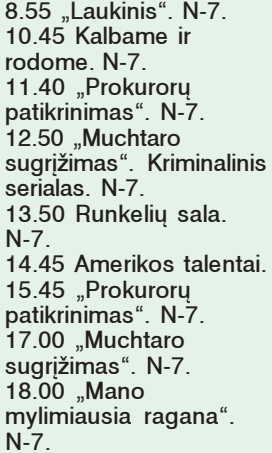 8.55 „Laukinis“. N-7.
10.45 Kalbame ir
rodome. N-7.
11.40 „Prokurorų
patikrinimas“. N-7.
12.50 „Muchtaro
sugrįžimas“. Kriminalinis
serialas. N-7.
13.50 Runkelių sala.
N-7.
14.45 Amerikos talentai.
15.45 „Prokurorų
patikrinimas“. N-7.
17.00 „Muchtaro
sugrįžimas“. N-7.
18.00 „Mano
mylimiausia ragana“.
N-7.